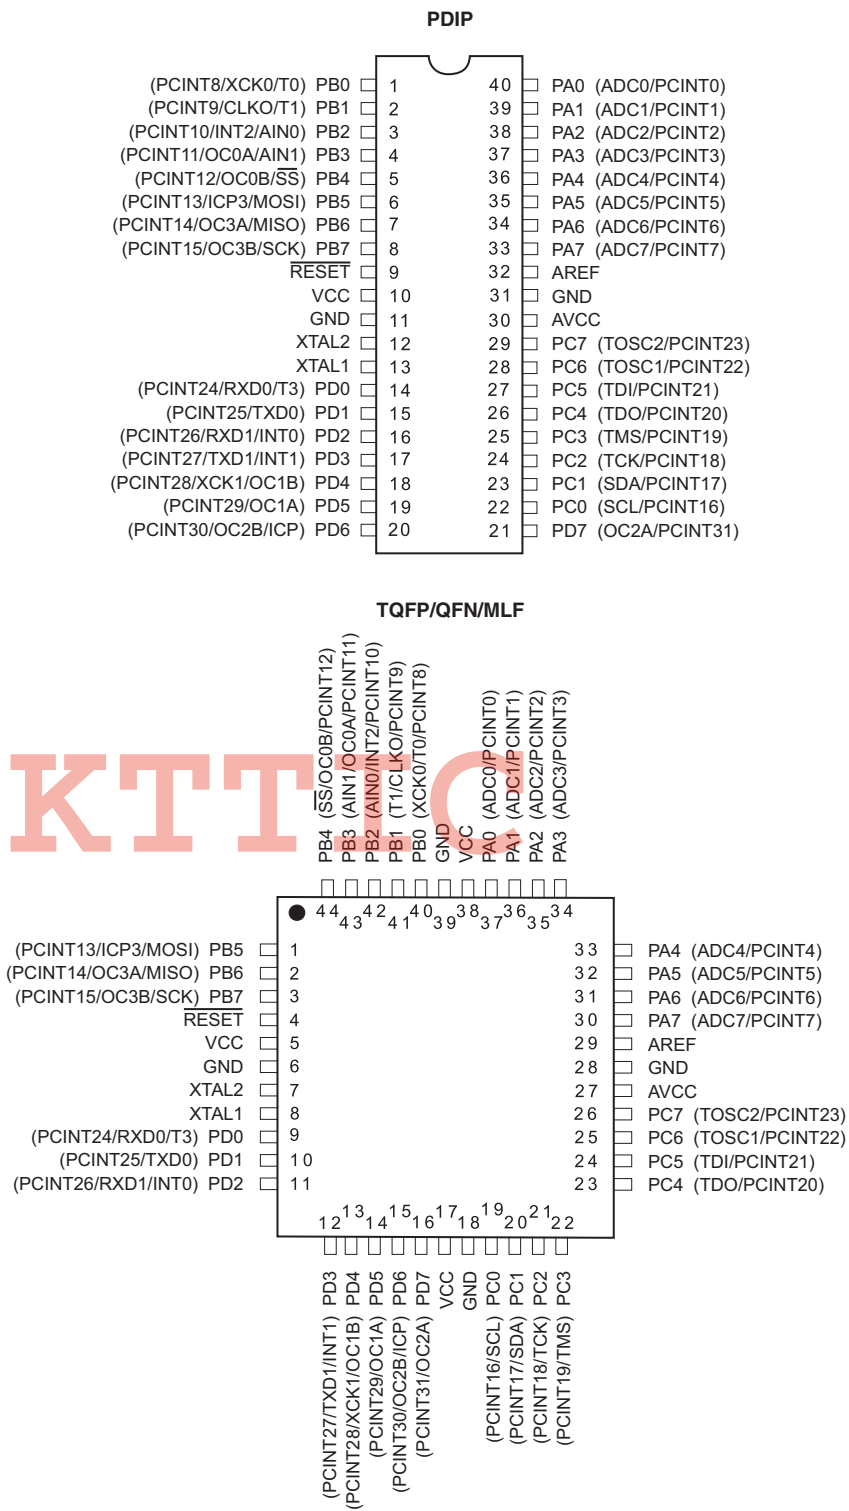 PDIP
(PCINT8/XCK0/T0) PB0 1 40 PA0 (ADC0/PCINT0)
(PCINT9/CLKO/T1) PB1 2 39 PA1 (ADC1/PCINT1)
(PCINT10/INT2/AIN0) PB2 3 38 PA2 (ADC2/PCINT2)
(PCINT11/OC0A/AIN1) PB3 4 37 PA3 (ADC3/PCINT3)
(PCINT12/OC0B/SS) PB4 5 36 PA4 (ADC4/PCINT4)
(PCINT13/ICP3/MOSI) PB5 6 35 PA5 (ADC5/PCINT5)
(PCINT14/OC3A/MISO) PB6 7 34 PA6 (ADC6/PCINT6)
(PCINT15/OC3B/SCK) PB7 8 33 PA7 (ADC7/PCINT7)
RESET 9 32 AREF
VCC 10 31 GND
GND 11 30 AVCC
XTAL2 12 29 PC7 (TOSC2/PCINT23)
XTAL1 13 28 PC6 (TOSC1/PCINT22)
(PCINT24/RXD0/T3) PD0 14 27 PC5 (TDI/PCINT21)
(PCINT25/TXD0) PD1 15 26 PC4 (TDO/PCINT20)
(PCINT26/RXD1/INT0) PD2 16 25 PC3 (TMS/PCINT19)
(PCINT27/TXD1/INT1) PD3 17 24 PC2 (TCK/PCINT18)
(PCINT28/XCK1/OC1B) PD4 18 23 PC1 (SDA/PCINT17)
(PCINT29/OC1A) PD5 19 22 PC0 (SCL/PCINT16)
(PCINT30/OC2B/ICP) PD6 20 21 PD7 (OC2A/PCINT31)
TQFP/QFN/MLF
KTTIC
PB4 (SS/OC0B/PCINT12)
PB3 (AIN1/OC0A/PCINT11)
PB2 (AIN0/INT2/PCINT10)
PB1 (T1/CLKO/PCINT9)
PB0 (XCK0/T0/PCINT8)
GND
VCC
PA0 (ADC0/PCINT0)
PA1 (ADC1/PCINT1)
PA2 (ADC2/PCINT2)
PA3 (ADC3/PCINT3)
44 43 42 41 40 39 38 37 36 35 34
(PCINT13/ICP3/MOSI) PB5 1 33 PA4 (ADC4/PCINT4)
(PCINT14/OC3A/MISO) PB6 2 32 PA5 (ADC5/PCINT5)
(PCINT15/OC3B/SCK) PB7 3 31 PA6 (ADC6/PCINT6)
RESET 4 30 PA7 (ADC7/PCINT7)
VCC 5 29 AREF
GND 6 28 GND
XTAL2 7 27 AVCC
XTAL1 8 26 PC7 (TOSC2/PCINT23)
(PCINT24/RXD0/T3) PD0 9 25 PC6 (TOSC1/PCINT22)
(PCINT25/TXD0) PD1 10 24 PC5 (TDI/PCINT21)
(PCINT26/RXD1/INT0) PD2 11 23 PC4 (TDO/PCINT20)
12 13 14 15 16 17 18 19 20 21 22
(PCINT27/TXD1/INT1) PD3
(PCINT28/XCK1/OC1B) PD4
(PCINT29/OC1A) PD5
(PCINT30/OC2B/ICP) PD6
(PCINT31/OC2A) PD7
VCC
GND
(PCINT16/SCL) PC0
(PCINT17/SDA) PC1
(PCINT18/TCK) PC2
(PCINT19/TMS) PC3